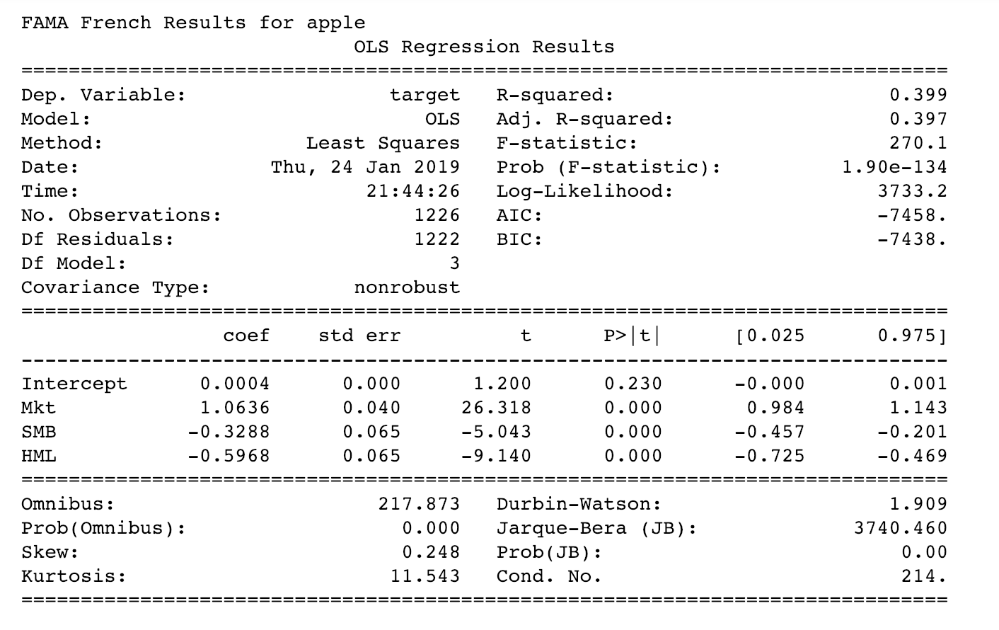 FAMA French Results for apple
OLS Regression Results
==============================================================================
Dep. Variable: target R-squared: 0.399
Model: OLS Adj. R-squared: 0.397
Method: Least Squares F-statistic: 270.1
Date: Thu, 24 Jan 2019 Prob (F-statistic): 1.90e-134
Time: 21:44:26 Log-Likelihood: 3733.2
No. Observations: 1226 AIC: -7458.
Df Residuals: 1222 BIC: -7438.
Df Model: 3
Covariance Type: nonrobust
==============================================================================
coef std err t P>|t| [0.025 0.975]
------------------------------------------------------------------------------
Intercept 0.0004 0.000 1.200 0.230 -0.000 0.001
Mkt 1.0636 0.040 26.318 0.000 0.984 1.143
SMB -0.3288 0.065 -5.043 0.000 -0.457 -0.201
HML -0.5968 0.065 -9.140 0.000 -0.725 -0.469
==============================================================================
Omnibus: 217.873 Durbin-Watson: 1.909
Prob(Omnibus): 0.000 Jarque-Bera (JB): 3740.460
Skew: 0.248 Prob(JB): 0.00
Kurtosis: 11.543 Cond. No. 214.
==============================================================================